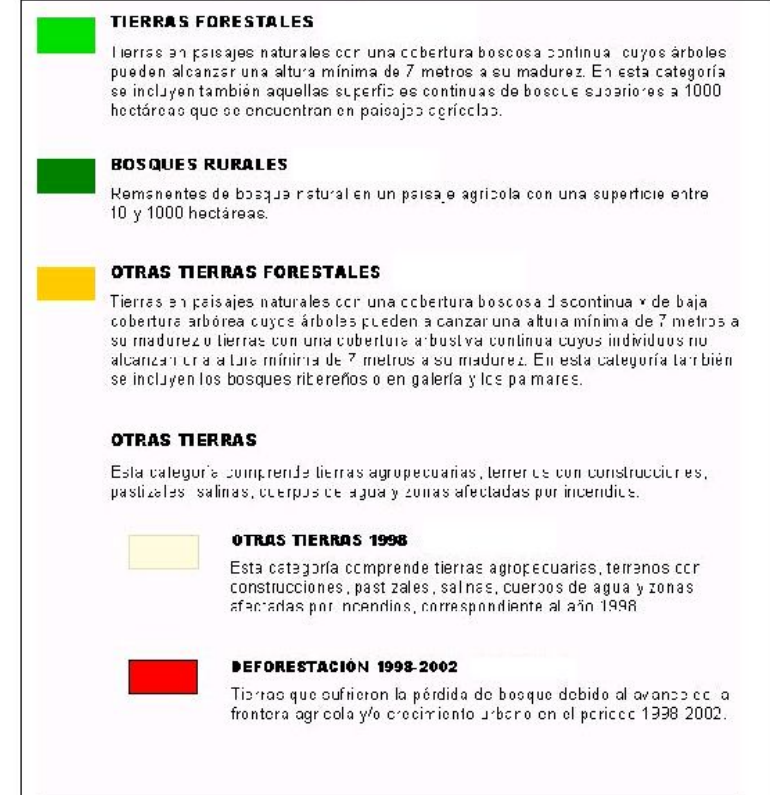 TIERRAS FORESTALES
Tierras en paisajes naturales con una cobertura boscosa continua cuyos árboles
pueden alcanzar una altura mínima de 7 metros a su madurez. En esta categoría
se incluyen también aquellas superficies continuas de bosque superiores a 1000
hectáreas que se encuentran en paisajes agrícolas.
BOSQUES RURALES
Remanentes de bosque natural en un paisaje agrícola con una superficie entre
10 y 1000 hectáreas.
OTRAS TIERRAS FORESTALES
Tierras en paisajes naturales con una cobertura boscosa discontinua y de baja
cobertura arbórea cuyos árboles pueden alcanzar una altura mínima de 7 metros a
su madurez o tierras con una cobertura arbustiva continua cuyos individuos no
alcanzan una altura mínima de 7 metros a su madurez. En esta categoría también
se incluyen los bosques ribereños o en galería y los palmares.
OTRAS TIERRAS
Esta categoría comprende tierras agropecuarias, terrenos con construcciones,
pastizales, salinas, cuerpos de agua y zonas afectadas por incendios.
OTRAS TIERRAS 1998
Esta categoría comprende tierras agropecuarias, terrenos con
construcciones, pastizales, salinas, cuerpos de agua y zonas
afectadas por incendios, correspondiente al año 1998
DEFORESTACIÓN 1998-2002
Tierras que sufrieron la pérdida de bosque debido al avance de la
frontera agrícola y/o crecimiento urbano en el periodo 1998-2002.